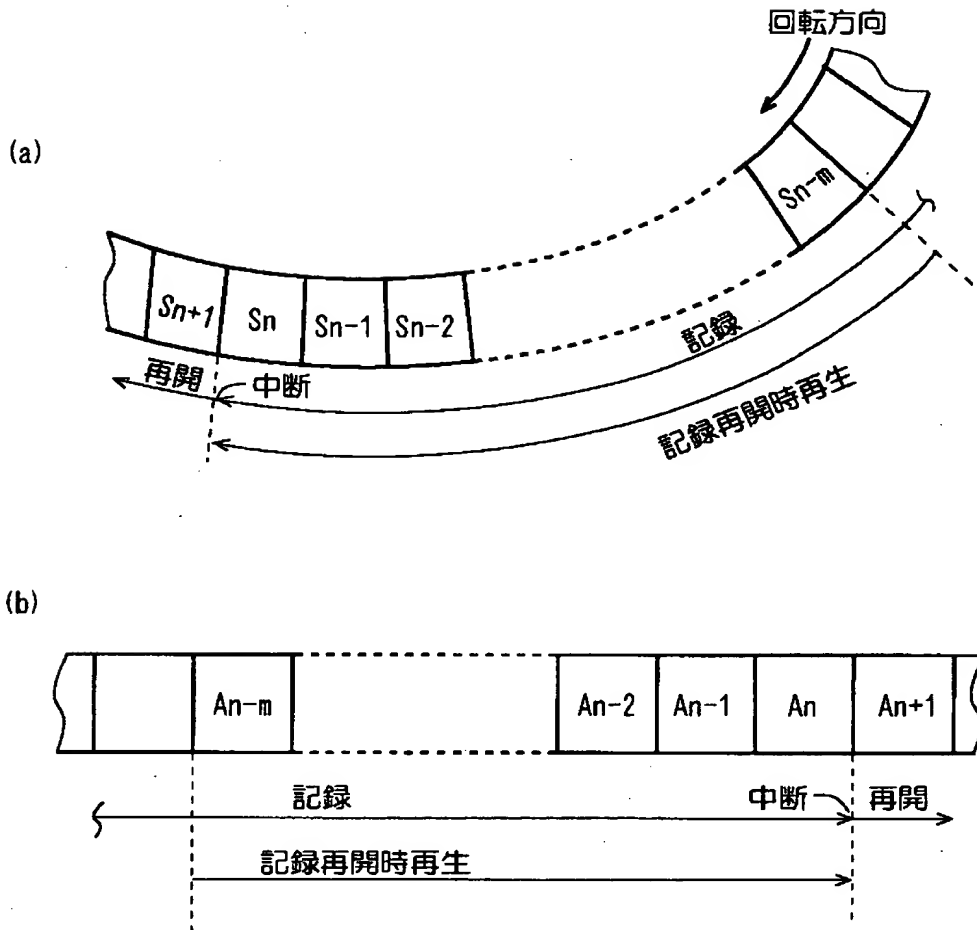 回転方向
(a)
Sn-m
Sn+1
Sn
Sn-1
Sn-2
記録
再開
中断
記録再開時再生
(b)
An-m
An-2
An-1
An
An+1
記録
中断
再開
記録再開時再生